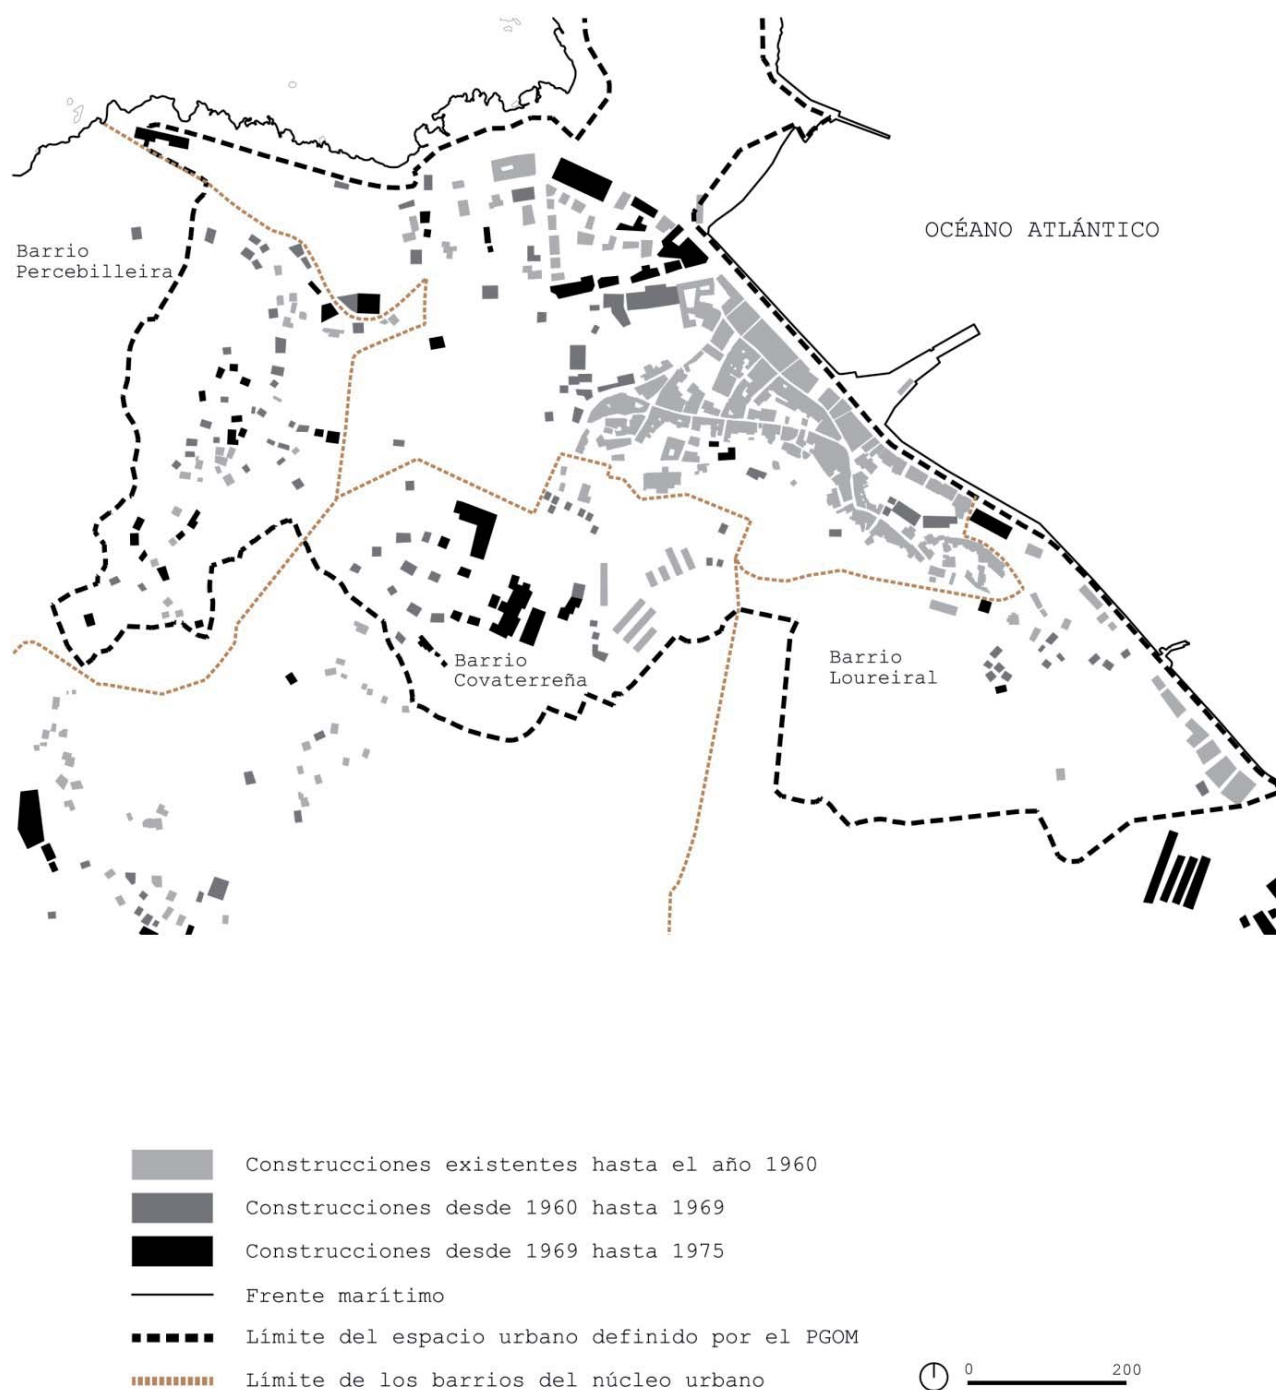 OCÉANO ATLÁNTICO
Barrio
Percebilleira
Barrio
Covaterreña
Barrio
Loureiral
Construcciones existentes hasta el año 1960
Construcciones desde 1960 hasta 1969
Construcciones desde 1969 hasta 1975
Frente marítimo
Límite del espacio urbano definido por el PGOM
Límite de los barrios del núcleo urbano
0 200